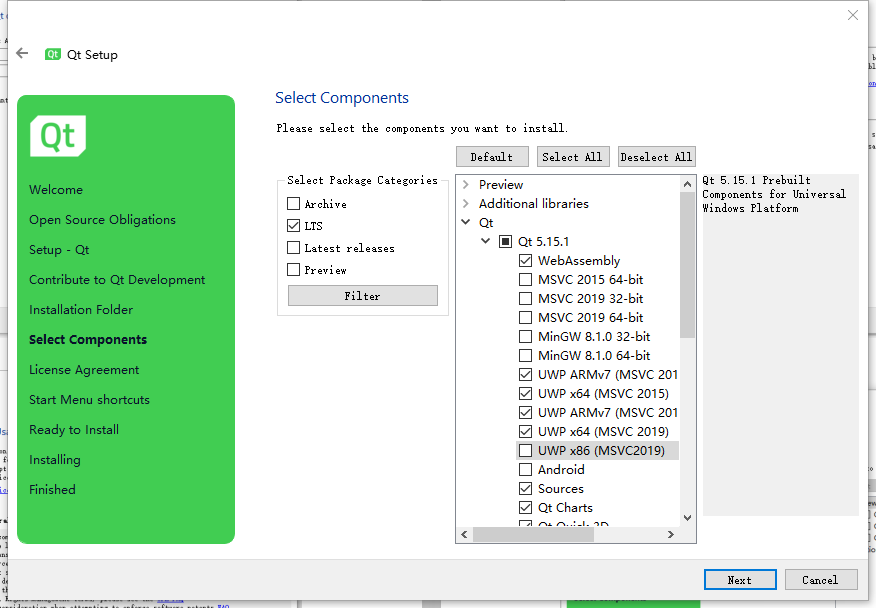 Qt Qt Setup
Qt
Welcome
Open Source Obligations
Setup - Qt
Contribute to Qt Development
Installation Folder
Select Components
License Agreement
Start Menu shortcuts
Ready to Install
Installing
Finished
Select Components
Please select the components you want to install.
Default Select All Deselect All
Select Package Categories
Archive
LTS
Latest releases
Preview
Filter
Preview
Additional libraries
Qt
Qt 5.15.1
WebAssembly
MSVC 2015 64-bit
MSVC 2019 32-bit
MSVC 2019 64-bit
MinGW 8.1.0 32-bit
MinGW 8.1.0 64-bit
UWP ARMv7 (MSVC 201
UWP x64 (MSVC 2015)
UWP ARMv7 (MSVC 201
UWP x64 (MSVC 2019)
UWP x86 (MSVC2019)
Android
Sources
Qt Charts
Qt Quick 3D
Qt 5.15.1 Prebuilt
Components for Universal
Windows Platform
Next Cancel